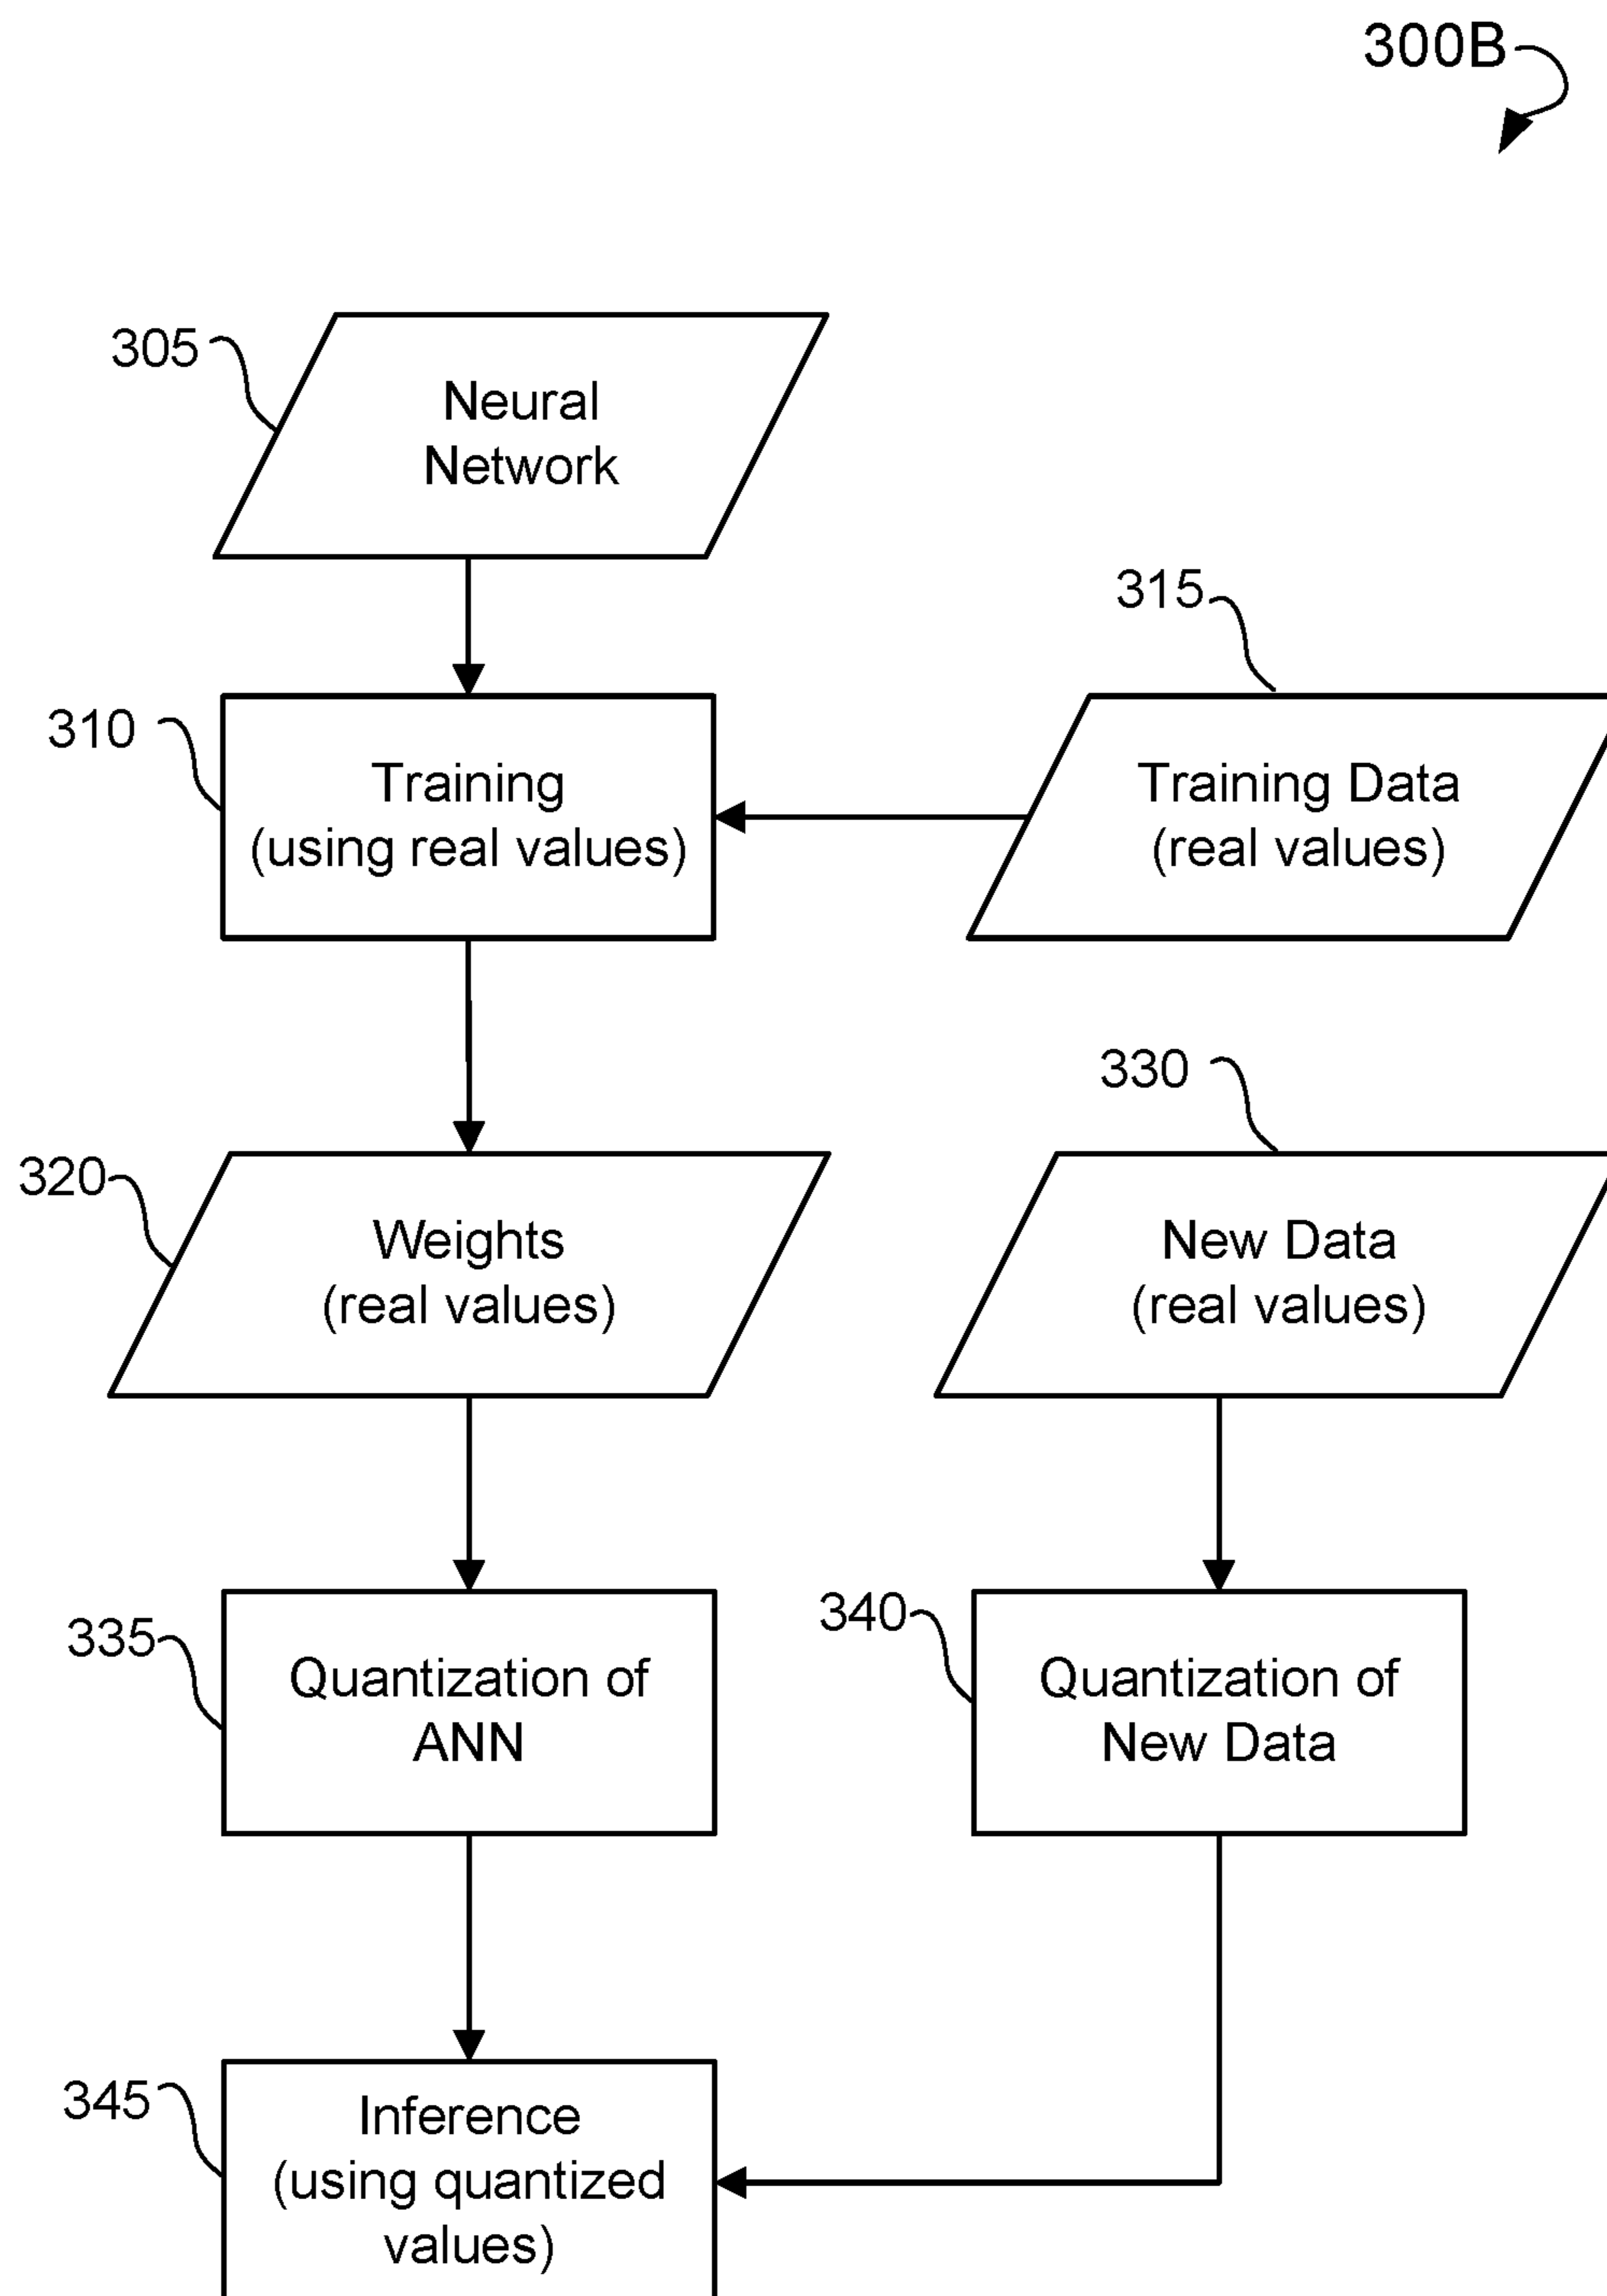 300B
305
Neural
Network
315
310
Training
(using real values)
Training Data
(real values)
330
320
Weights
(real values)
New Data
(real values)
335
Quantization of
ANN
340
Quantization of
New Data
345
Inference
(using quantized
values)